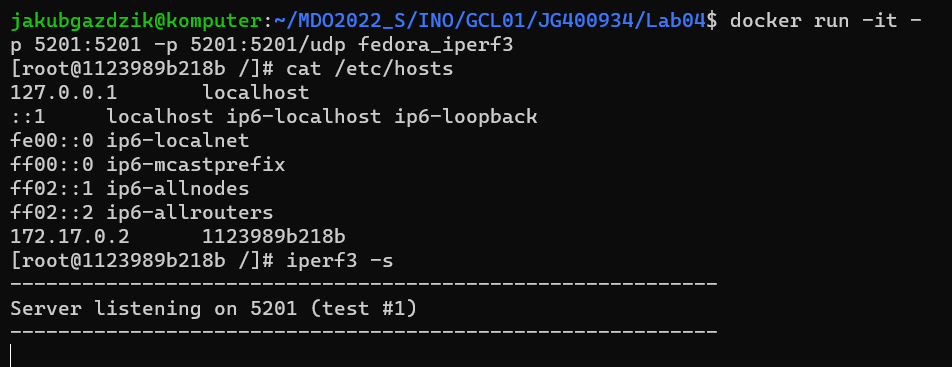 jakubgazdzik@komputer:~/MDO2022_S/INO/GCL01/JG400934/Lab04$ docker run -it -
p 5201:5201 -p 5201:5201/udp fedora_iperf3
[root@1123989b218b /]# cat /etc/hosts
127.0.0.1       localhost
::1     localhost ip6-localhost ip6-loopback
fe00::0 ip6-localnet
ff00::0 ip6-mcastprefix
ff02::1 ip6-allnodes
ff02::2 ip6-allrouters
172.17.0.2      1123989b218b
[root@1123989b218b /]# iperf3 -s
-----------------------------------------------------------
Server listening on 5201 (test #1)
-----------------------------------------------------------